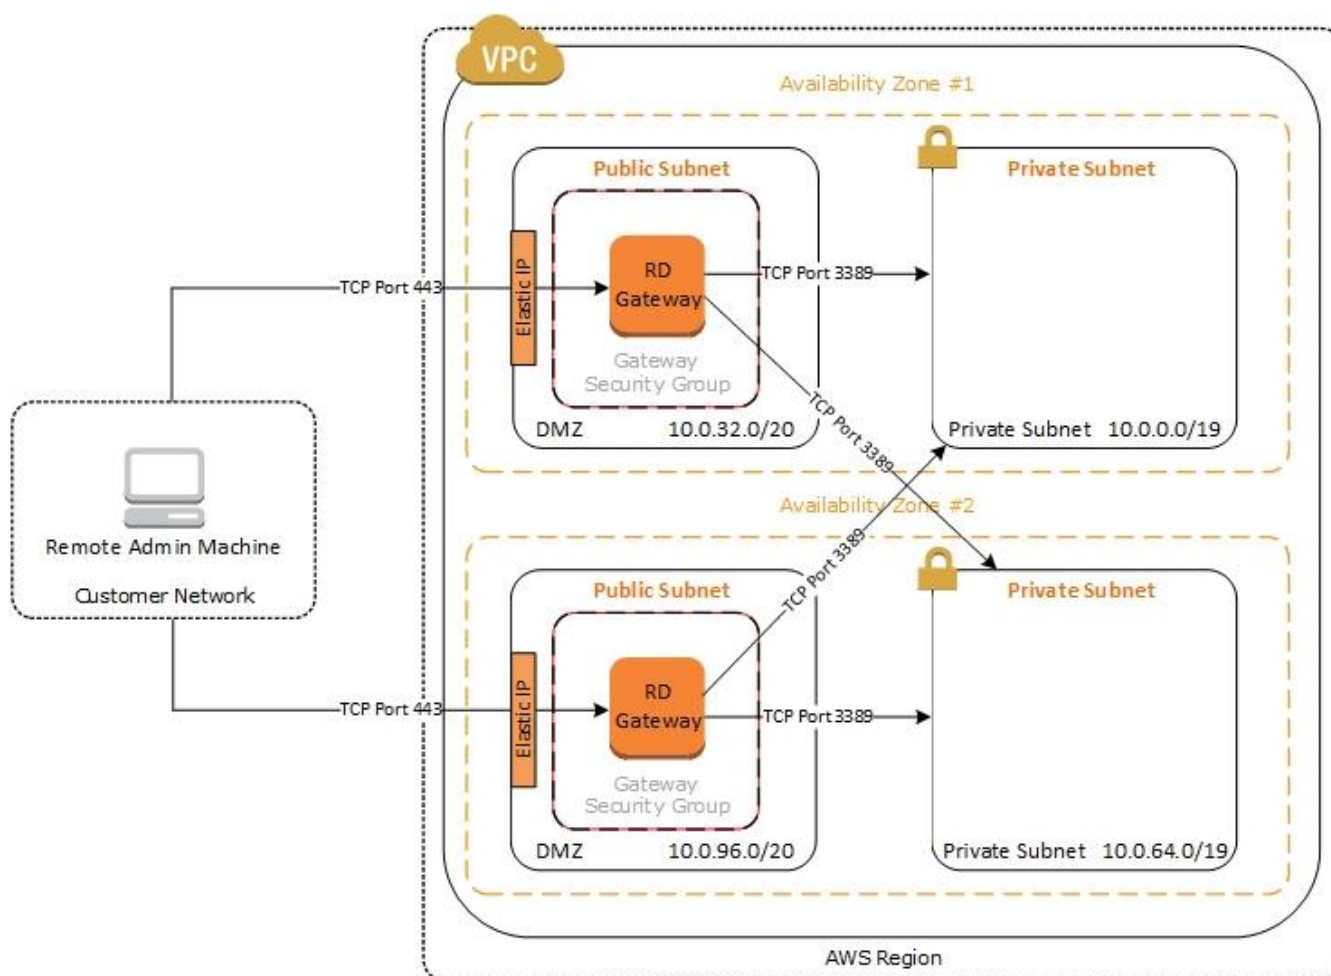 VPC
Availability Zone #1
Public Subnet
Private Subnet
TCP Port 443
Elastic IP
RD
Gateway
TCP Port 3389
Gateway
Security Group
DMZ 10.0.32.0/20
Private Subnet 10.0.0.0/19
TCP Port 3389
Remote Admin Machine
Customer Network
Availability Zone #2
TCP Port 3389
Public Subnet
Private Subnet
TCP Port 443
Elastic IP
RD
Gateway
TCP Port 3389
Gateway
Security Group
DMZ 10.0.96.0/20
Private Subnet 10.0.64.0/19
AWS Region